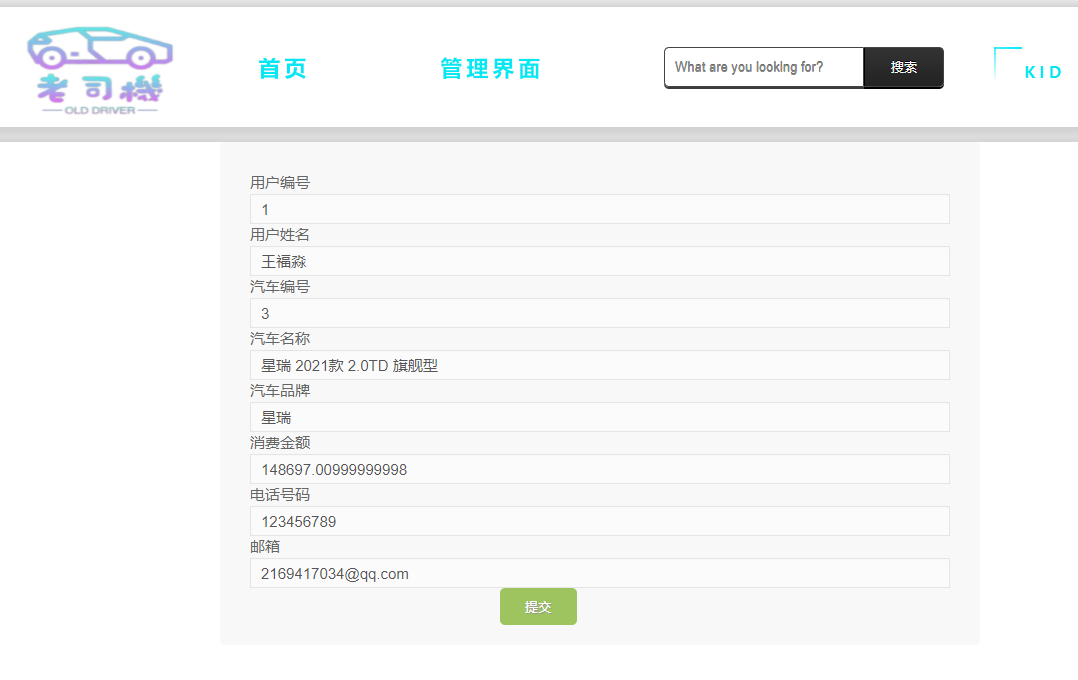 老司機
OLD DRIVER
首页
管理界面
What are you looking for?
搜索
KID
用户编号
1
用户姓名
王福淼
汽车编号
3
汽车名称
星瑞 2021款 2.0TD 旗舰型
汽车品牌
星瑞
消费金额
148697.00999999998
电话号码
123456789
邮箱
2169417034@qq.com
提交